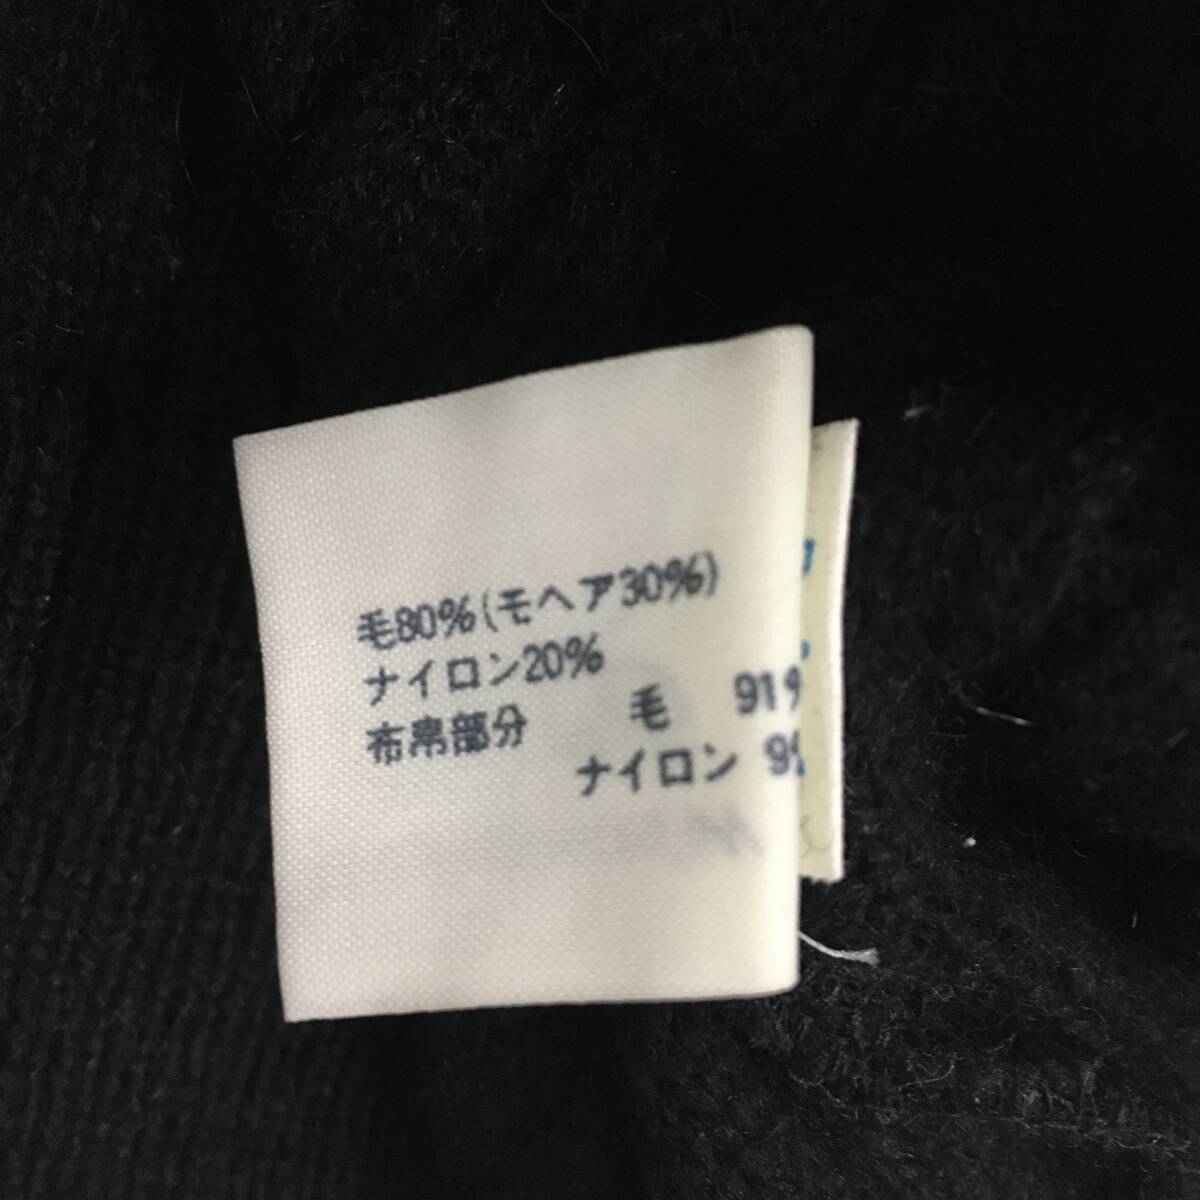 毛80%(モヘア30%)
ナイロン20%
布帛部分 毛 91%
ナイロン 9%